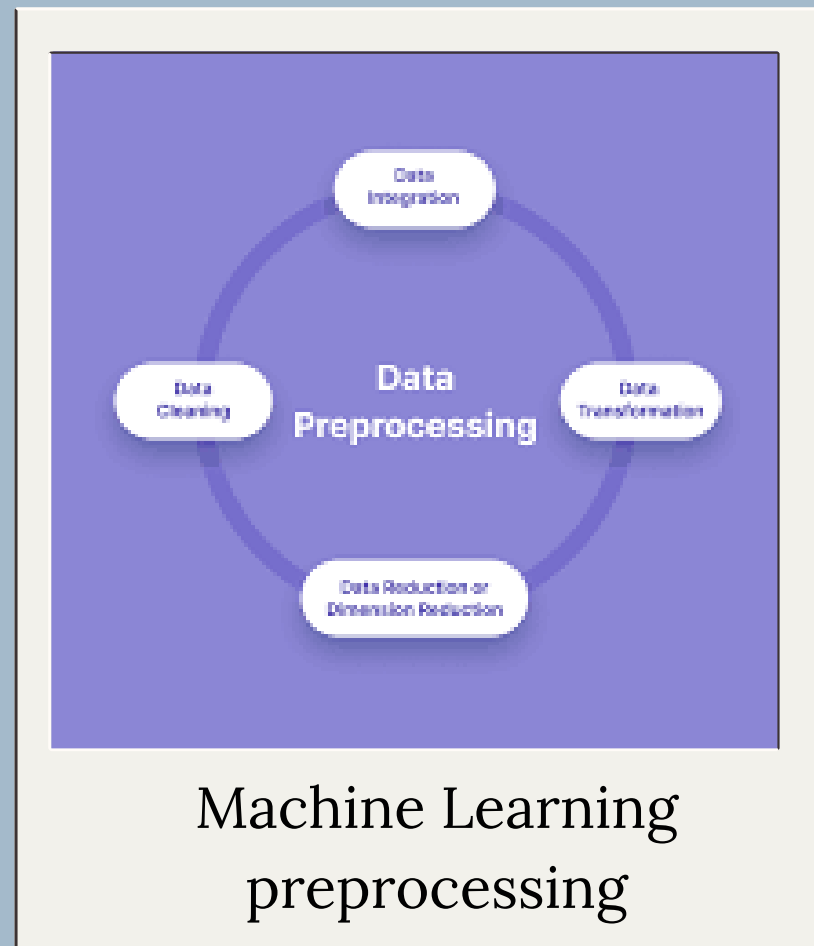 Data
Integration
Data
Cleaning
Data
Preprocessing
Data
Transformation
Data Reduction or
Dimension Reduction
Machine Learning
preprocessing